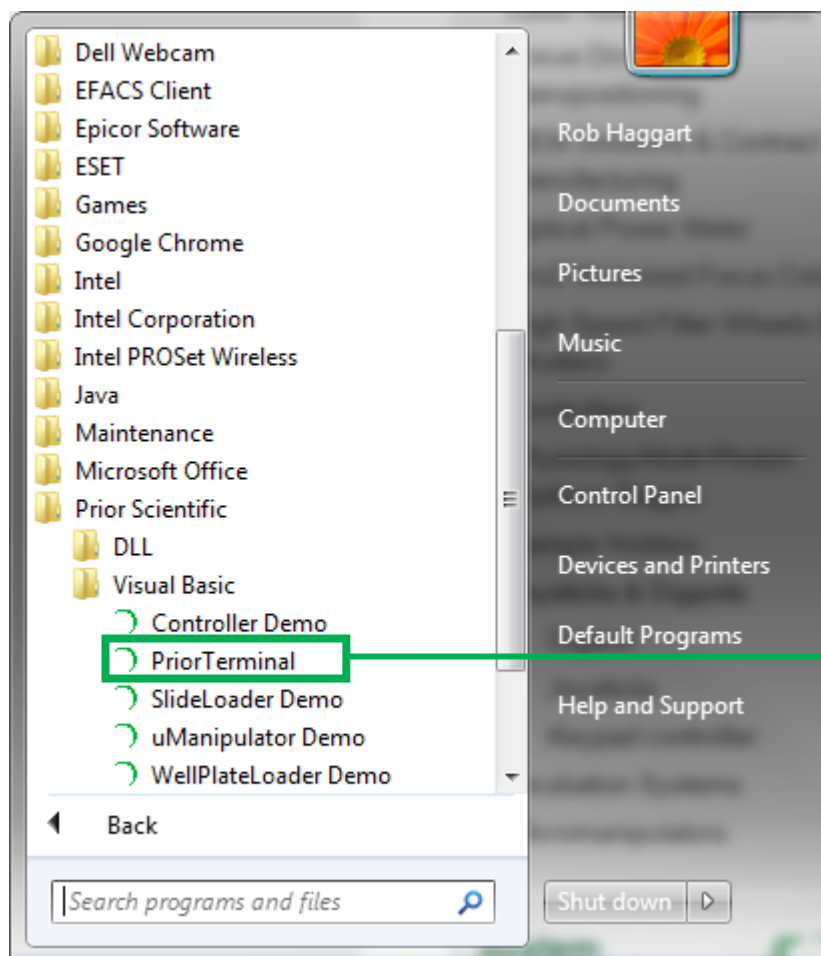 Dell Webcam
EFACS Client
Epicor Software
ESET
Games
Google Chrome
Intel
Intel Corporation
Intel PROSet Wireless
Java
Maintenance
Microsoft Office
Prior Scientific
DLL
Visual Basic
Controller Demo
PriorTerminal
SlideLoader Demo
uManipulator Demo
WellPlateLoader Demo
Back
Search programs and files
Rob Haggart
Documents
Pictures
Music
Computer
Control Panel
Devices and Printers
Default Programs
Help and Support
Shut down